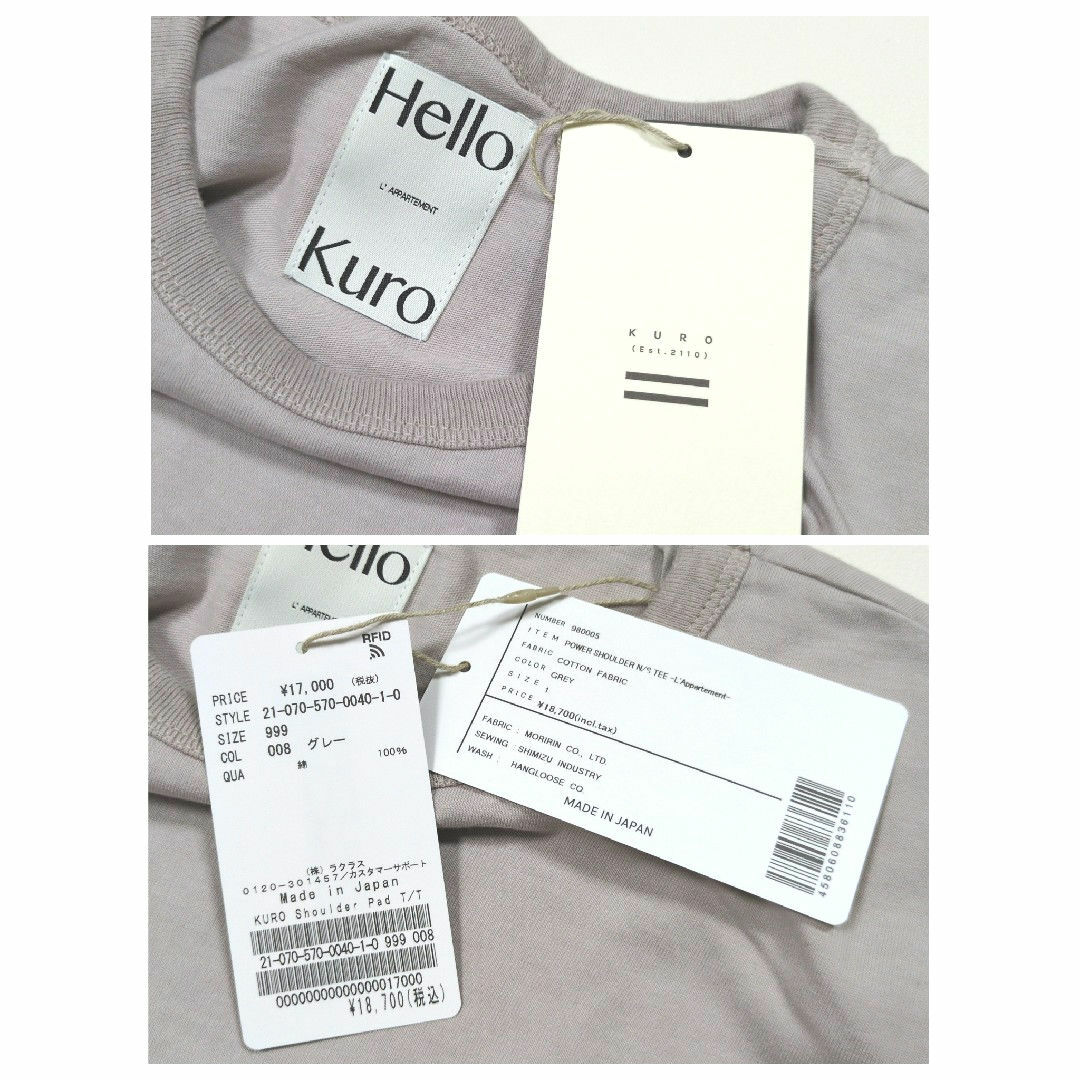 Hello
L' APPARTEMENT
Kuro
KURO
(Est.2110)
Hello
L' APPARTEME
RFID
PRICE ¥17,000 (税抜)
STYLE 21-070-570-0040-1-0
SIZE 999
COL 008 グレー
QUA 綿 100%
(株) ラクラス
0120-301457/カスタマーサポート
Made in Japan
KURO Shoulder Pad T/T
21-070-570-0040-1-0 999 008
00000000000000017000
¥18,700(税込)
NUMBER 980005
ITEM POWER SHOULDER N/S TEE -L'Appartement-
FABRIC COTTON FABRIC
COLOR GREY
SIZE 1
PRICE ¥18,700(incl.tax)
FABRIC : MORIRIN CO., LTD.
SEWING : SHIMIZU INDUSTRY
WASH : HANGLOOSE CO.
MADE IN JAPAN
4580608836110